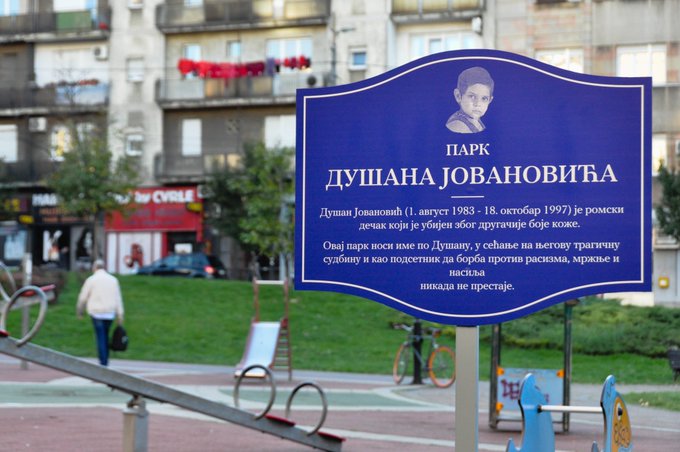 ПАРК
ДУШАНА ЈОВАНОВИЋА
Душан Јовановић (1. август 1983 - 18. октобар 1997) је ромски
дечак који је убијен због другачије боје коже.
Овај парк носи име по Душану, у сећање на његову трагичну
судбину и као подсетник да борба против расизма, мржње и
насиља
никада не престаје.